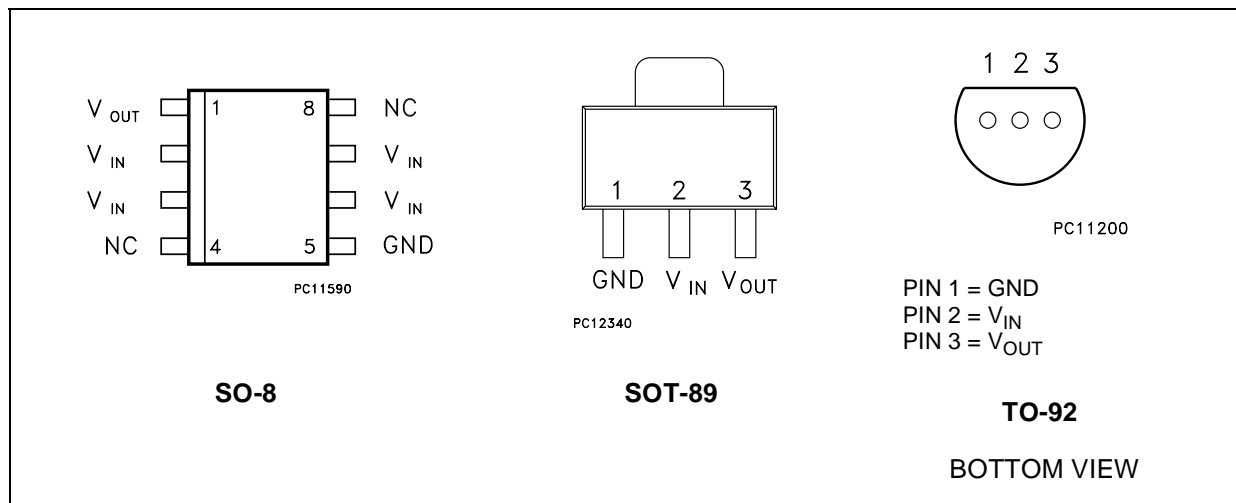 V OUT 1 8 NC
V IN V IN
V IN V IN
NC 4 5 GND
PC11590
SO-8
1 2 3
GND V IN V OUT
PC12340
SOT-89
1 2 3
PC11200
PIN 1 = GND
PIN 2 = VIN
PIN 3 = VOUT
TO-92
BOTTOM VIEW